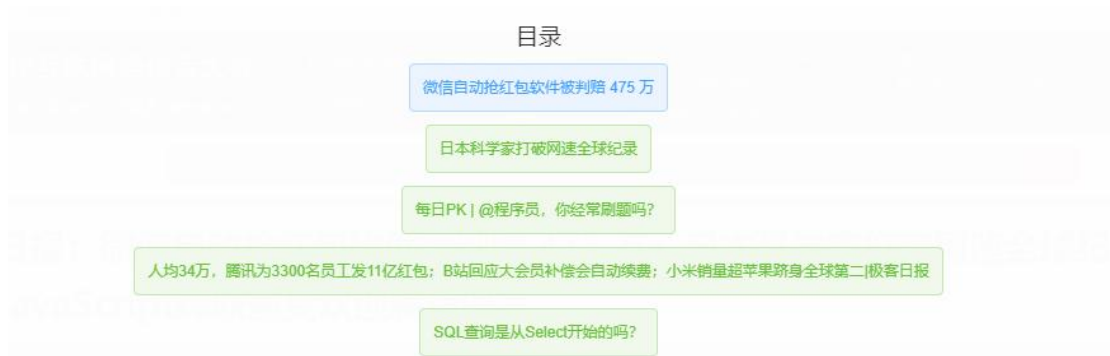 目录
微信自动抢红包软件被判赔 475 万
日本科学家打破网速全球纪录
每日PK | @程序员，你经常刷题吗？
人均34万，腾讯为3300名员工发11亿红包；B站回应大会员补偿会自动续费；小米销量超苹果跻身全球第二|极客日报
SQL查询是从Select开始的吗？